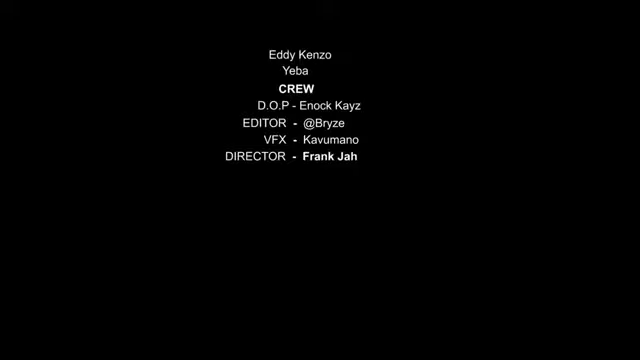 Eddy Kenzo
Yeba
CREW
D.O.P - Enock Kayz
EDITOR - @Bryze
VFX - Kavumano
DIRECTOR - Frank Jah